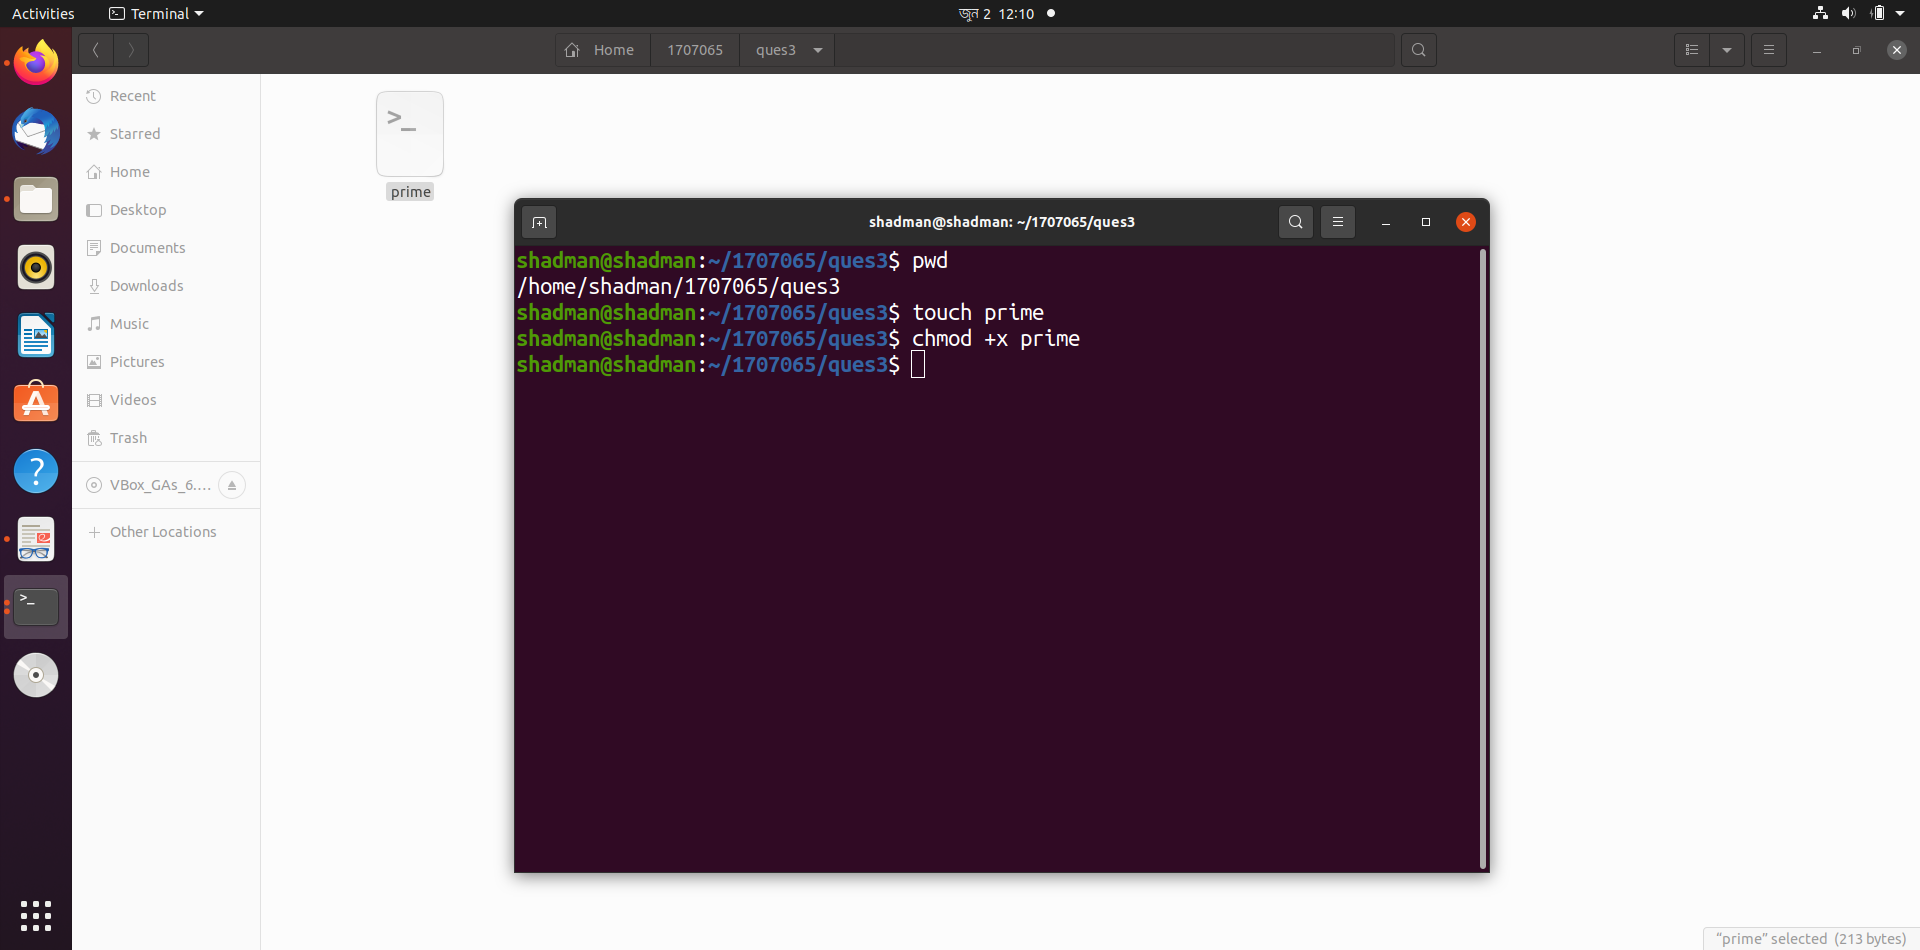 Activities
Terminal
জুন 2 12:10
Home
1707065
ques3
Recent
Starred
Home
Desktop
Documents
Downloads
Music
Pictures
Videos
Trash
VBox_GAs_6....
Other Locations
>_
prime
shadman@shadman: ~/1707065/ques3
shadman@shadman:~/1707065/ques3$ pwd
/home/shadman/1707065/ques3
shadman@shadman:~/1707065/ques3$ touch prime
shadman@shadman:~/1707065/ques3$ chmod +x prime
shadman@shadman:~/1707065/ques3$
“prime” selected (213 bytes)